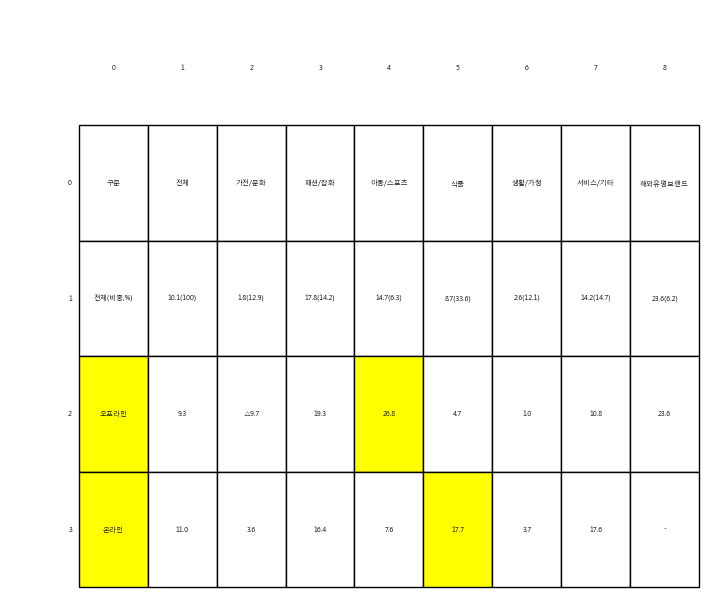 0 1 2 3 4 5 6 7 8
0 구분 전체 가전/문화 패션/잡화 아동/스포츠 식품 생활/가정 서비스/기타 해외유명브랜드
1 전체(비중,%) 10.1(100) 1.8(12.9) 17.8(14.2) 14.7(6.3) 8.7(33.6) 2.6(12.1) 14.2(14.7) 23.6(6.2)
2 오프라인 9.3 △9.7 19.3 26.8 4.7 1.0 10.8 23.6
3 온라인 11.0 3.6 16.4 7.6 17.7 3.7 17.6 -